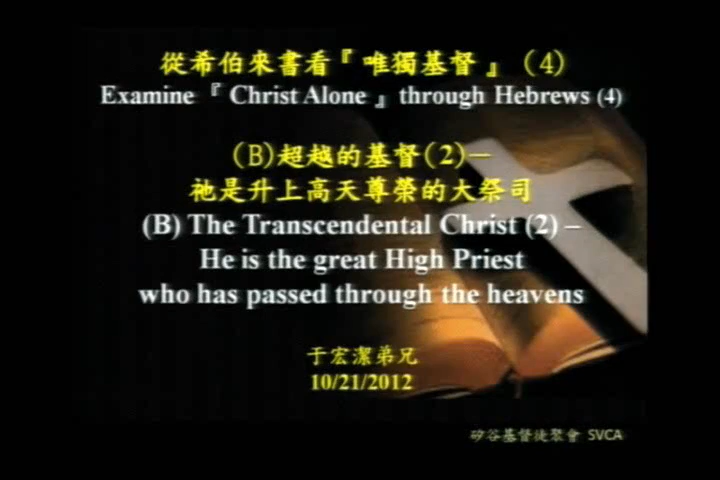 從希伯來書看『唯獨基督』(4)
Examine『Christ Alone』through Hebrews (4)
(B)超越的基督(2)–
祂是升上高天尊榮的大祭司
(B) The Transcendental Christ (2) –
He is the great High Priest
who has passed through the heavens
于宏潔弟兄
10/21/2012
矽谷基督徒聚會 SVCA